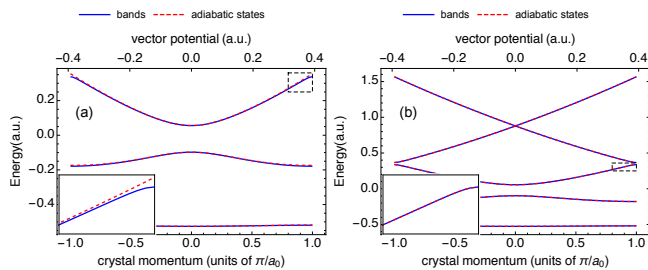 bands adiabatic states bands adiabatic states
vector potential (a.u.) vector potential (a.u.)
−0.4 −0.2 0.0 0.2 0.4 −0.4 −0.2 0.0 0.2 0.4
(a) (b)
Energy(a.u.) Energy(a.u.)
0.2 1.5
0.0 1.0
−0.2 0.5
−0.4 0.0
−0.5
−1.0 −0.5 0.0 0.5 1.0 −1.0 −0.5 0.0 0.5 1.0
crystal momentum (units of π/a₀) crystal momentum (units of π/a₀)